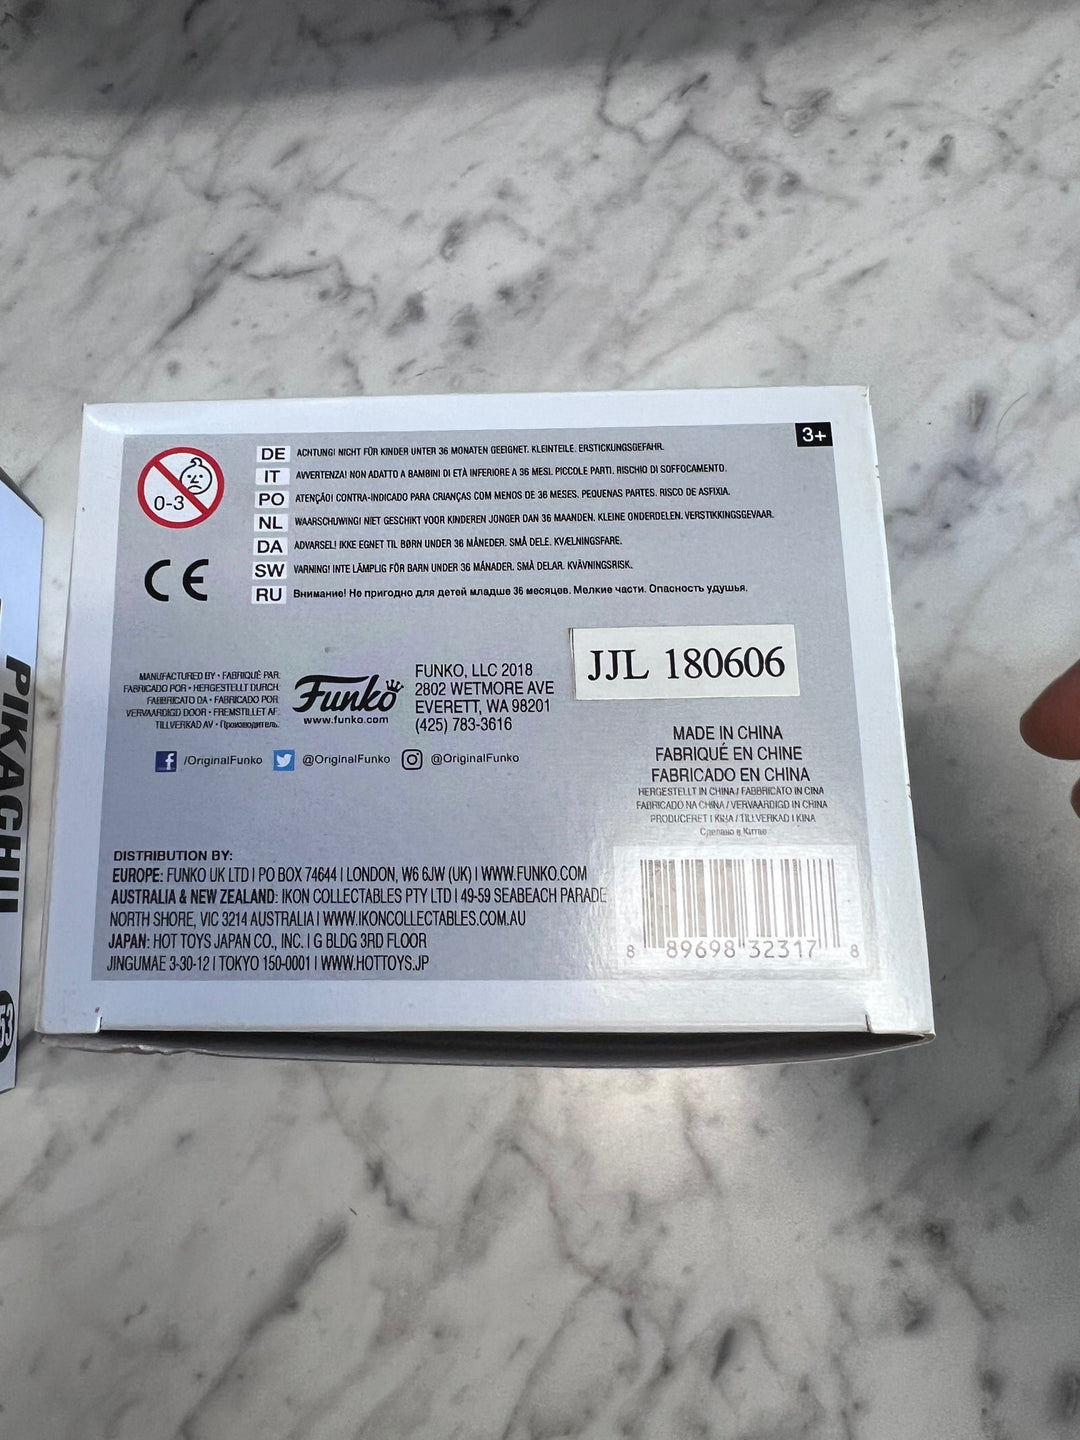 3+
0-3
DE ACHTUNG! NICHT FÜR KINDER UNTER 36 MONATEN GEEIGNET. KLEINTEILE. ERSTICKUNGSGEFAHR.
IT AVVERTENZA! NON ADATTO A BAMBINI DI ETÀ INFERIORE A 36 MESI. PICCOLE PARTI. RISCHIO DI SOFFOCAMENTO.
PO ATENÇÃO! CONTRA-INDICADO PARA CRIANÇAS COM MENOS DE 36 MESES. PEQUENAS PARTES. RISCO DE ASFIXIA.
NL WAARSCHUWING! NIET GESCHIKT VOOR KINDEREN JONGER DAN 36 MAANDEN. KLEINE ONDERDELEN. VERSTIKKINGSGEVAAR.
DA ADVARSEL! IKKE EGNET TIL BØRN UNDER 36 MÅNEDER. SMÅ DELE. KVÆLNINGSFARE.
SW VARNING! INTE LÄMPLIG FÖR BARN UNDER 36 MÅNADER. SMÅ DELAR. KVÄVNINGSRISK.
RU Внимание! Не пригодно для детей младше 36 месяцев. Мелкие части. Опасность удушья.
CE
MANUFACTURED BY • FABRIQUÉ PAR
FABRICADO POR • HERGESTELLT DURCH
FABBRICATO DA • FABRICADO POR
VERVAARDIGD DOOR • FREMSTILLET AF
TILLVERKAD AV • Производитель
Funko
www.funko.com
FUNKO, LLC 2018
2802 WETMORE AVE
EVERETT, WA 98201
(425) 783-3616
JJL 180606
/OriginalFunko @OriginalFunko @OriginalFunko
MADE IN CHINA
FABRIQUÉ EN CHINE
FABRICADO EN CHINA
HERGESTELLT IN CHINA / FABBRICATO IN CINA
FABRICADO NA CHINA / VERVAARDIGD IN CHINA
PRODUCERET I KINA / TILLVERKAD I KINA
Сделано в Китае
DISTRIBUTION BY:
EUROPE: FUNKO UK LTD | PO BOX 74644 | LONDON, W6 6JW (UK) | WWW.FUNKO.COM
AUSTRALIA & NEW ZEALAND: IKON COLLECTABLES PTY LTD | 49-59 SEABEACH PARADE
NORTH SHORE, VIC 3214 AUSTRALIA | WWW.IKONCOLLECTABLES.COM.AU
JAPAN: HOT TOYS JAPAN CO., INC. | G BLDG 3RD FLOOR
JINGUMAE 3-30-12 | TOKYO 150-0001 | WWW.HOTTOYS.JP
8 89698 32317 8
PIKACHU